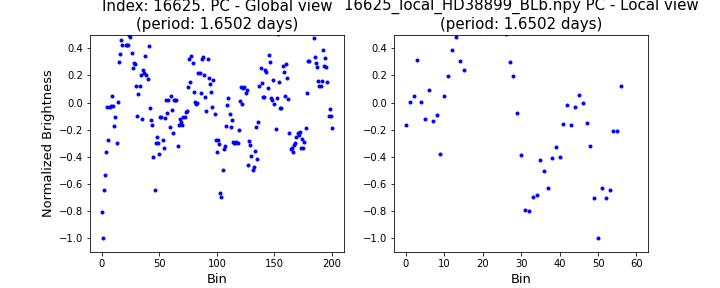 Index: 16625. PC - Global view
(period: 1.6502 days)
16625_local_HD38899_BLb.npy PC - Local view
(period: 1.6502 days)
Normalized Brightness
0.4
0.2
0.0
−0.2
−0.4
−0.6
−0.8
−1.0
0 50 100 150 200
Bin
0.4
0.2
0.0
−0.2
−0.4
−0.6
−0.8
−1.0
0 10 20 30 40 50 60
Bin